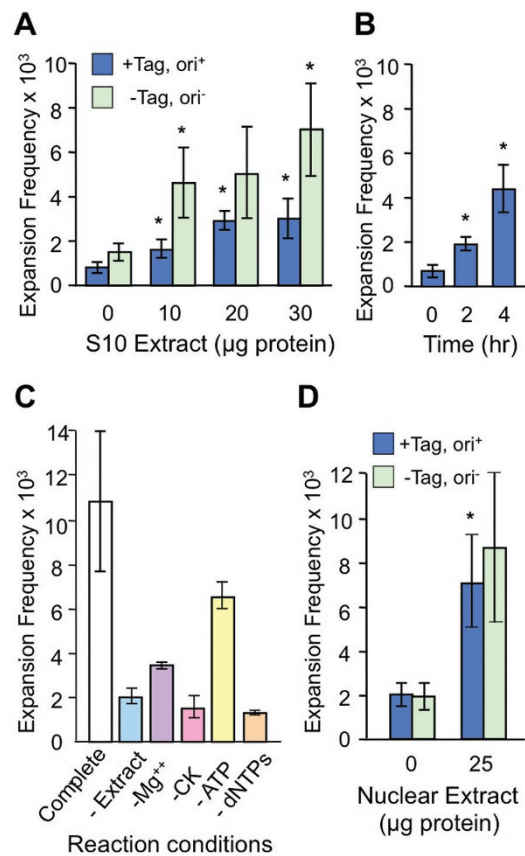 A
+Tag, ori⁺
-Tag, ori⁻
Expansion Frequency x 10³
10
8
6
4
2
0
* * * *
0 10 20 30
S10 Extract (µg protein)
B
Expansion Frequency x 10³
10
8
6
4
2
0
* *
0 2 4
Time (hr)
C
Expansion Frequency x 10³
14
12
10
8
6
4
2
0
Complete
- Extract
-Mg⁺⁺
-CK
- ATP
- dNTPs
Reaction conditions
D
+Tag, ori⁺
-Tag, ori⁻
Expansion Frequency x 10³
12
10
8
6
4
2
0
*
0 25
Nuclear Extract
(µg protein)